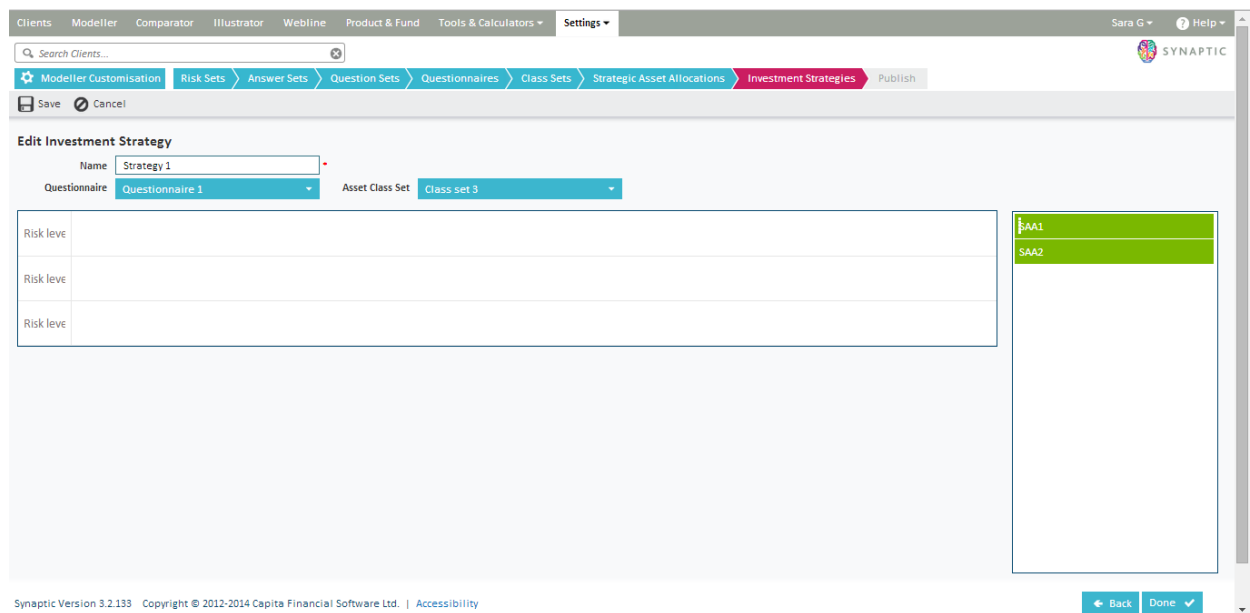 Clients Modeller Comparator Illustrator Webline Product & Fund Tools & Calculators Settings Sara G Help
Search Clients... SYNAPTIC
Modeller Customisation Risk Sets Answer Sets Question Sets Questionnaires Class Sets Strategic Asset Allocations Investment Strategies Publish
Save Cancel
Edit Investment Strategy
Name Strategy 1 *
Questionnaire Questionnaire 1 Asset Class Set Class set 3
Risk leve SAA1
SAA2
Risk leve
Risk leve
Synaptic Version 3.2.133 Copyright © 2012-2014 Capita Financial Software Ltd. | Accessibility Back Done